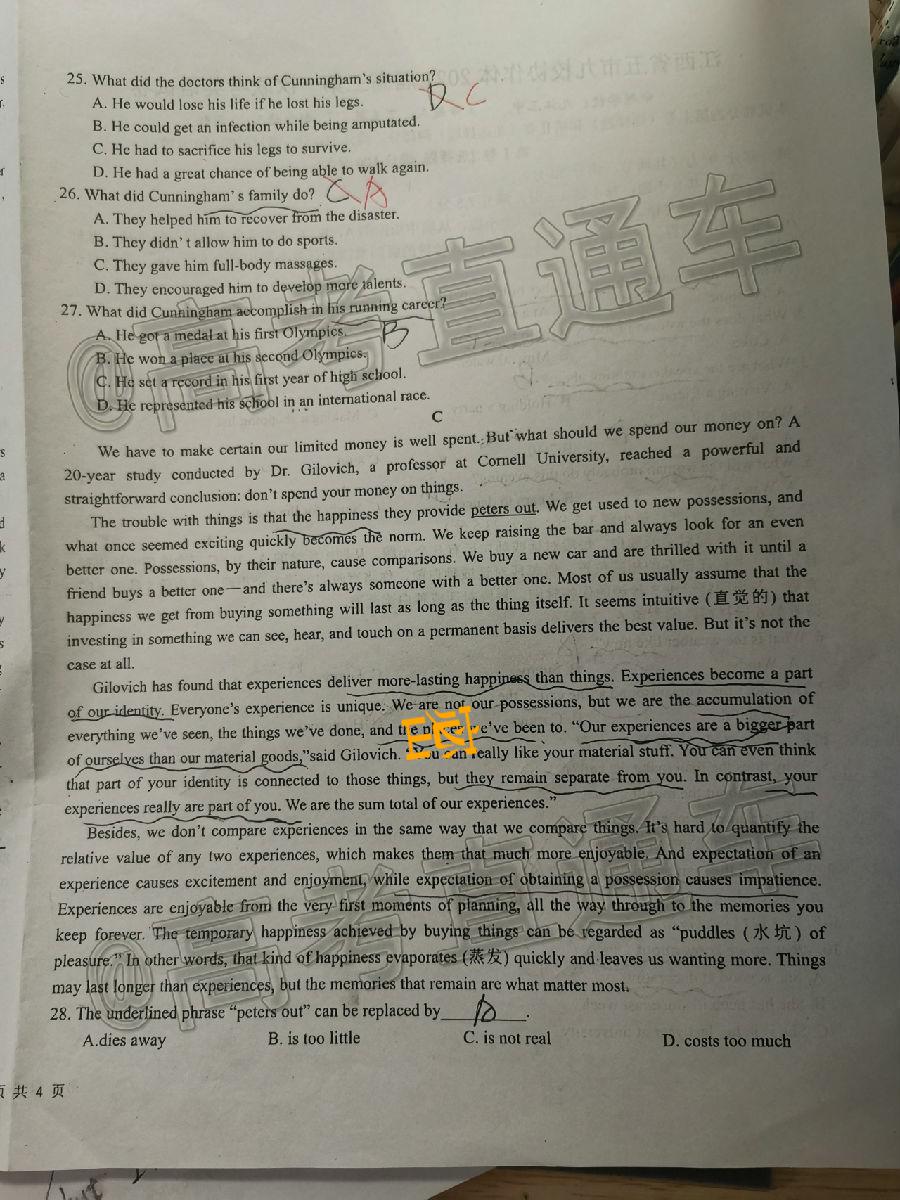 25. What did the doctors think of Cunningham's situation?
D C
A. He would lose his life if he lost his legs.
B. He could get an infection while being amputated.
C. He had to sacrifice his legs to survive.
D. He had a great chance of being able to walk again.
26. What did Cunningham's family do? C A
A. They helped him to recover from the disaster.
B. They didn't allow him to do sports.
C. They gave him full-body massages.
D. They encouraged him to develop more talents.
27. What did Cunningham accomplish in his running career?
A. He got a medal at his first Olympics. B
B. He won a place at his second Olympics.
C. He set a record in his first year of high school.
D. He represented his school in an international race.
C
We have to make certain our limited money is well spent. But what should we spend our money on? A
20-year study conducted by Dr. Gilovich, a professor at Cornell University, reached a powerful and
straightforward conclusion: don't spend your money on things.
The trouble with things is that the happiness they provide peters out. We get used to new possessions, and
what once seemed exciting quickly becomes the norm. We keep raising the bar and always look for an even
better one. Possessions, by their nature, cause comparisons. We buy a new car and are thrilled with it until a
friend buys a better one—and there's always someone with a better one. Most of us usually assume that the
happiness we get from buying something will last as long as the thing itself. It seems intuitive (直觉的) that
investing in something we can see, hear, and touch on a permanent basis delivers the best value. But it's not the
case at all.
Gilovich has found that experiences deliver more-lasting happiness than things. Experiences become a part
of our identity. Everyone's experience is unique. We are not our possessions, but we are the accumulation of
everything we've seen, the things we've done, and the we've been to. "Our experiences are a bigger part
of ourselves than our material goods,"said Gilovich. "You can really like your material stuff. You can even think
that part of your identity is connected to those things, but they remain separate from you. In contrast, your
experiences really are part of you. We are the sum total of our experiences."
Besides, we don't compare experiences in the same way that we compare things. It's hard to quantify the
relative value of any two experiences, which makes them that much more enjoyable. And expectation of an
experience causes excitement and enjoyment, while expectation of obtaining a possession causes impatience.
Experiences are enjoyable from the very first moments of planning, all the way through to the memories you
keep forever. The temporary happiness achieved by buying things can be regarded as "puddles (水坑) of
pleasure." In other words, that kind of happiness evaporates (蒸发) quickly and leaves us wanting more. Things
may last longer than experiences, but the memories that remain are what matter most.
28. The underlined phrase "peters out" can be replaced by ______.
A.dies away B. is too little C. is not real D. costs too much
页 共 4 页
@高考直通车
@高考直通车